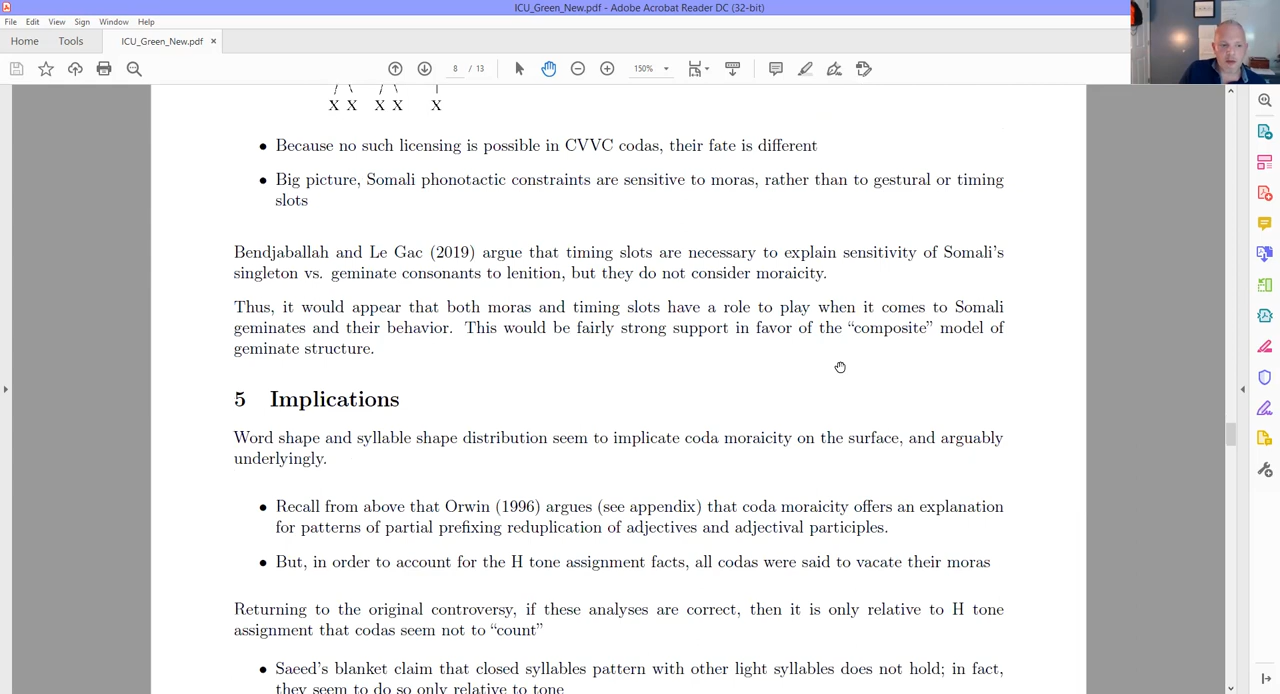 ICU_Green_New.pdf - Adobe Acrobat Reader DC (32-bit)
File Edit View Sign Window Help
Home Tools ICU_Green_New.pdf ×
8 / 13 150%
X X X X X
• Because no such licensing is possible in CVVC codas, their fate is different
• Big picture, Somali phonotactic constraints are sensitive to moras, rather than to gestural or timing
slots
Bendjaballah and Le Gac (2019) argue that timing slots are necessary to explain sensitivity of Somali's
singleton vs. geminate consonants to lenition, but they do not consider moraicity.
Thus, it would appear that both moras and timing slots have a role to play when it comes to Somali
geminates and their behavior. This would be fairly strong support in favor of the “composite” model of
geminate structure.
5 Implications
Word shape and syllable shape distribution seem to implicate coda moraicity on the surface, and arguably
underlyingly.
• Recall from above that Orwin (1996) argues (see appendix) that coda moraicity offers an explanation
for patterns of partial prefixing reduplication of adjectives and adjectival participles.
• But, in order to account for the H tone assignment facts, all codas were said to vacate their moras
Returning to the original controversy, if these analyses are correct, then it is only relative to H tone
assignment that codas seem not to “count”
• Saeed's blanket claim that closed syllables pattern with other light syllables does not hold; in fact,
they seem to do so only relative to tone